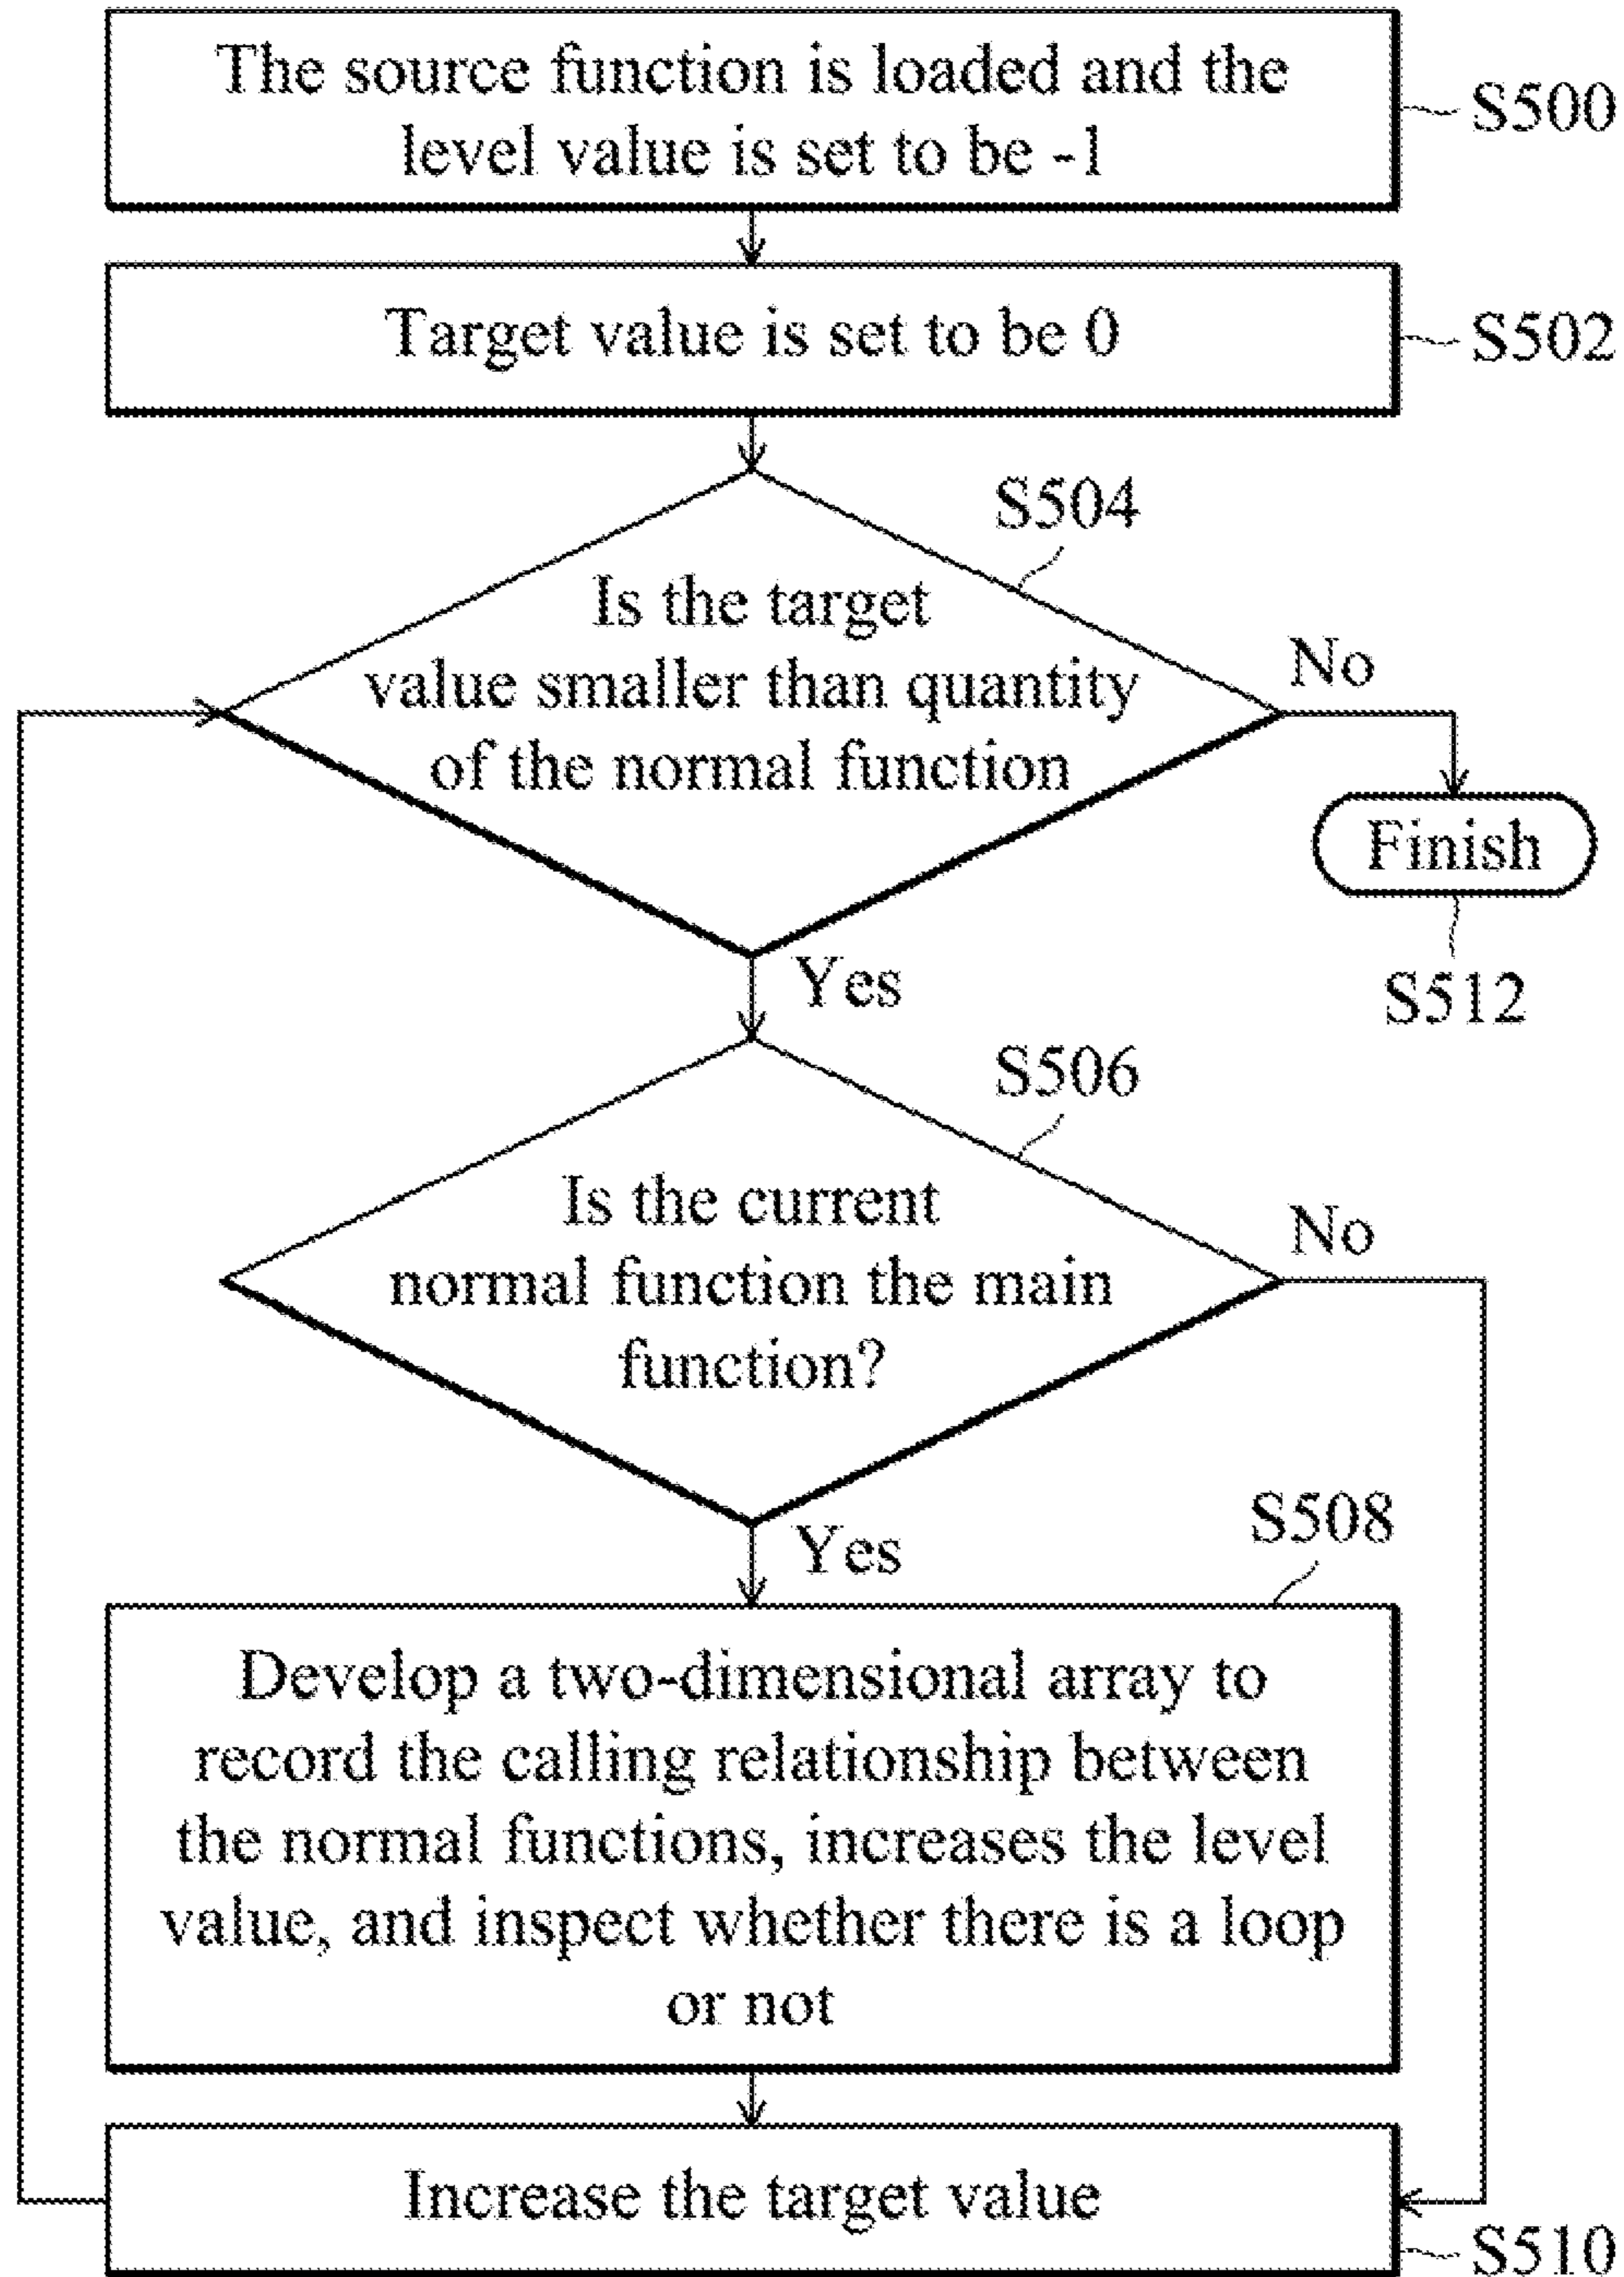 The source function is loaded and the
level value is set to be -1
S500
Target value is set to be 0
S502
S504
Is the target
value smaller than quantity
of the normal function
No
Finish
S512
Yes
S506
Is the current
normal function the main
function?
No
Yes
S508
Develop a two-dimensional array to
record the calling relationship between
the normal functions, increases the level
value, and inspect whether there is a loop
or not
Increase the target value
S510